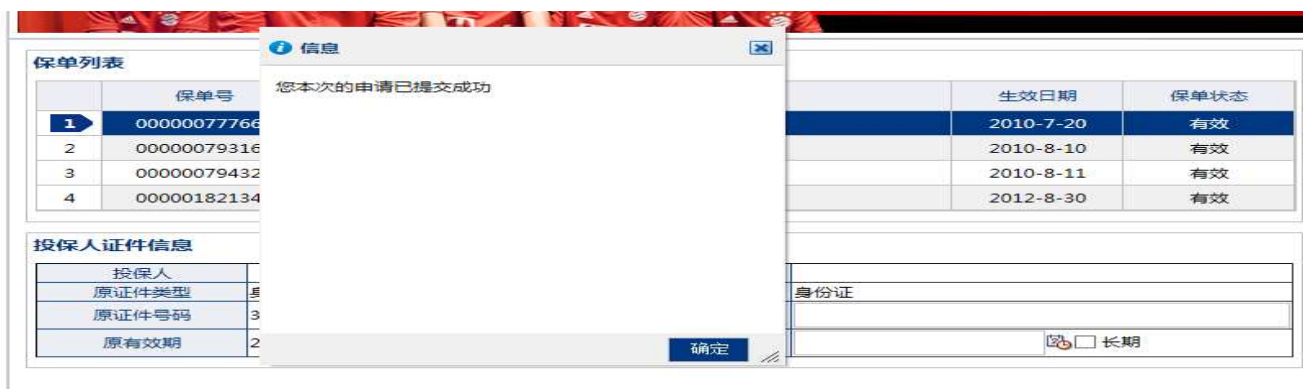 信息
您本次的申请已提交成功
确定
保单列表
保单号 生效日期 保单状态
1 00000077766 2010-7-20 有效
2 00000079316 2010-8-10 有效
3 00000079432 2010-8-11 有效
4 00000182134 2012-8-30 有效
投保人证件信息
投保人
原证件类型 身份证
原证件号码 3
原有效期 2 长期